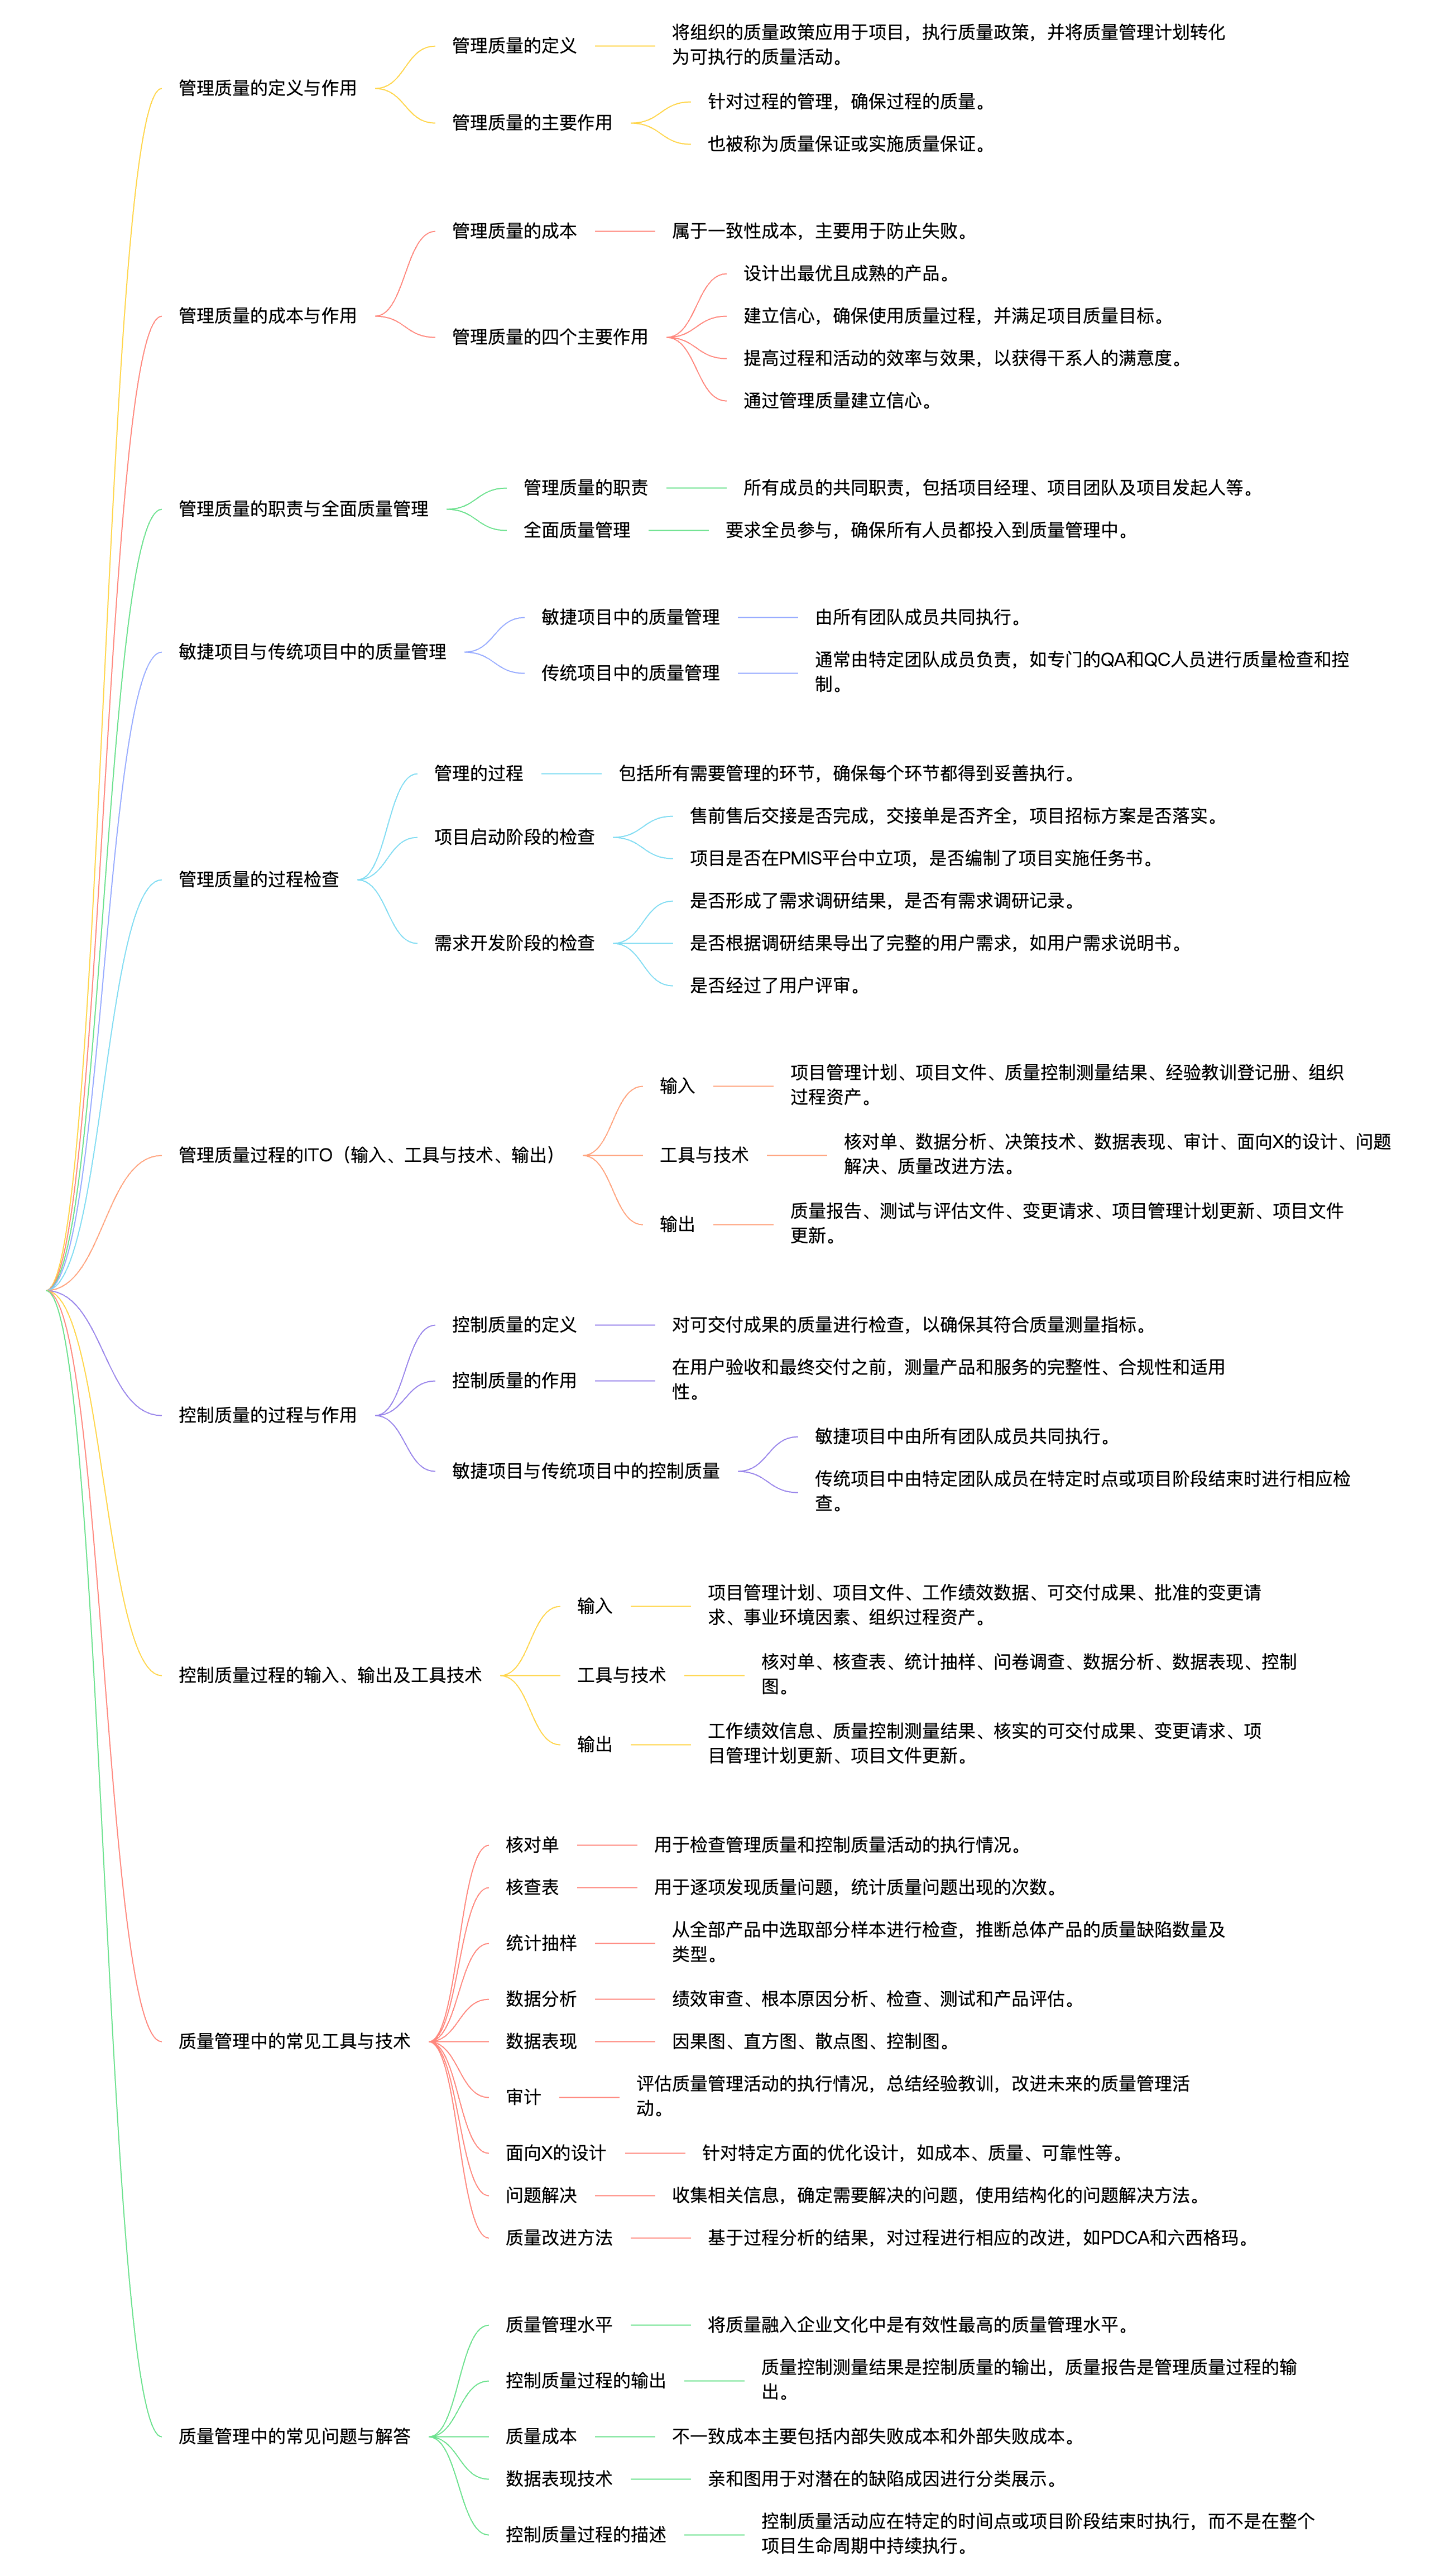 管理质量的定义与作用
管理质量的定义
将组织的质量政策应用于项目，执行质量政策，并将质量管理计划转化
为可执行的质量活动。
管理质量的主要作用
针对过程的管理，确保过程的质量。
也被称为质量保证或实施质量保证。
管理质量的成本与作用
管理质量的成本
属于一致性成本，主要用于防止失败。
管理质量的四个主要作用
设计出最优且成熟的产品。
建立信心，确保使用质量过程，并满足项目质量目标。
提高过程和活动的效率与效果，以获得干系人的满意度。
通过管理质量建立信心。
管理质量的职责与全面质量管理
管理质量的职责
所有成员的共同职责，包括项目经理、项目团队及项目发起人等。
全面质量管理
要求全员参与，确保所有人员都投入到质量管理中。
敏捷项目与传统项目中的质量管理
敏捷项目中的质量管理
由所有团队成员共同执行。
传统项目中的质量管理
通常由特定团队成员负责，如专门的QA和QC人员进行质量检查和控
制。
管理质量的过程检查
管理的过程
包括所有需要管理的环节，确保每个环节都得到妥善执行。
项目启动阶段的检查
售前售后交接是否完成，交接单是否齐全，项目招标方案是否落实。
项目是否在PMIS平台中立项，是否编制了项目实施任务书。
需求开发阶段的检查
是否形成了需求调研结果，是否有需求调研记录。
是否根据调研结果导出了完整的用户需求，如用户需求说明书。
是否经过了用户评审。
管理质量过程的ITO（输入、工具与技术、输出）
输入
项目管理计划、项目文件、质量控制测量结果、经验教训登记册、组织
过程资产。
工具与技术
核对单、数据分析、决策技术、数据表现、审计、面向X的设计、问题
解决、质量改进方法。
输出
质量报告、测试与评估文件、变更请求、项目管理计划更新、项目文件
更新。
控制质量的过程与作用
控制质量的定义
对可交付成果的质量进行检查，以确保其符合质量测量指标。
控制质量的作用
在用户验收和最终交付之前，测量产品和服务的完整性、合规性和适用
性。
敏捷项目与传统项目中的控制质量
敏捷项目中由所有团队成员共同执行。
传统项目中由特定团队成员在特定时点或项目阶段结束时进行相应检
查。
控制质量过程的输入、输出及工具技术
输入
项目管理计划、项目文件、工作绩效数据、可交付成果、批准的变更请
求、事业环境因素、组织过程资产。
工具与技术
核对单、核查表、统计抽样、问卷调查、数据分析、数据表现、控制
图。
输出
工作绩效信息、质量控制测量结果、核实的可交付成果、变更请求、项
目管理计划更新、项目文件更新。
质量管理中的常见工具与技术
核对单
用于检查管理质量和控制质量活动的执行情况。
核查表
用于逐项发现质量问题，统计质量问题出现的次数。
统计抽样
从全部产品中选取部分样本进行检查，推断总体产品的质量缺陷数量及
类型。
数据分析
绩效审查、根本原因分析、检查、测试和产品评估。
数据表现
因果图、直方图、散点图、控制图。
审计
评估质量管理活动的执行情况，总结经验教训，改进未来的质量管理活
动。
面向X的设计
针对特定方面的优化设计，如成本、质量、可靠性等。
问题解决
收集相关信息，确定需要解决的问题，使用结构化的问题解决方法。
质量改进方法
基于过程分析的结果，对过程进行相应的改进，如PDCA和六西格玛。
质量管理中的常见问题与解答
质量管理水平
将质量融入企业文化中是有效性最高的质量管理水平。
控制质量过程的输出
质量控制测量结果是控制质量的输出，质量报告是管理质量过程的输
出。
质量成本
不一致成本主要包括内部失败成本和外部失败成本。
数据表现技术
亲和图用于对潜在的缺陷成因进行分类展示。
控制质量过程的描述
控制质量活动应在特定的时间点或项目阶段结束时执行，而不是在整个
项目生命周期中持续执行。